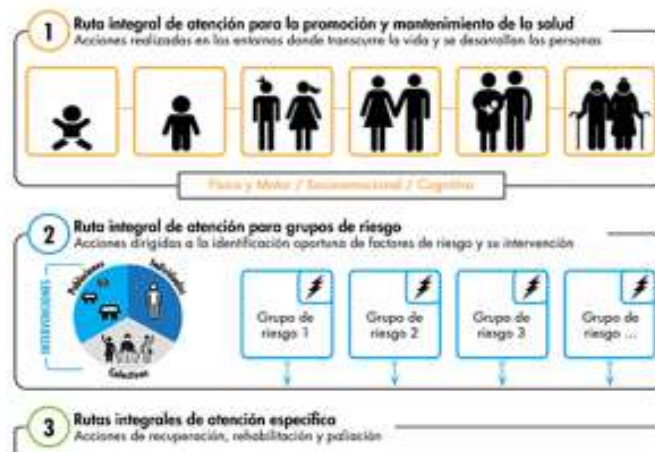 1
Ruta integral de atención para la promoción y mantenimiento de la salud
Acciones realizadas en los entornos donde transcurre la vida y se desarrollan las personas
Físico y Motor / Socioemocional / Cognitivo
2
Ruta integral de atención para grupos de riesgo
Acciones dirigidas a la identificación oportuna de factores de riesgo y su intervención
INTERVENCIONES
Poblaciones
Individuales
Colectivas
Grupo de
riesgo 1
Grupo de
riesgo 2
Grupo de
riesgo 3
Grupo de
riesgo ...
3
Rutas integrales de atención específica
Acciones de recuperación, rehabilitación y paliación